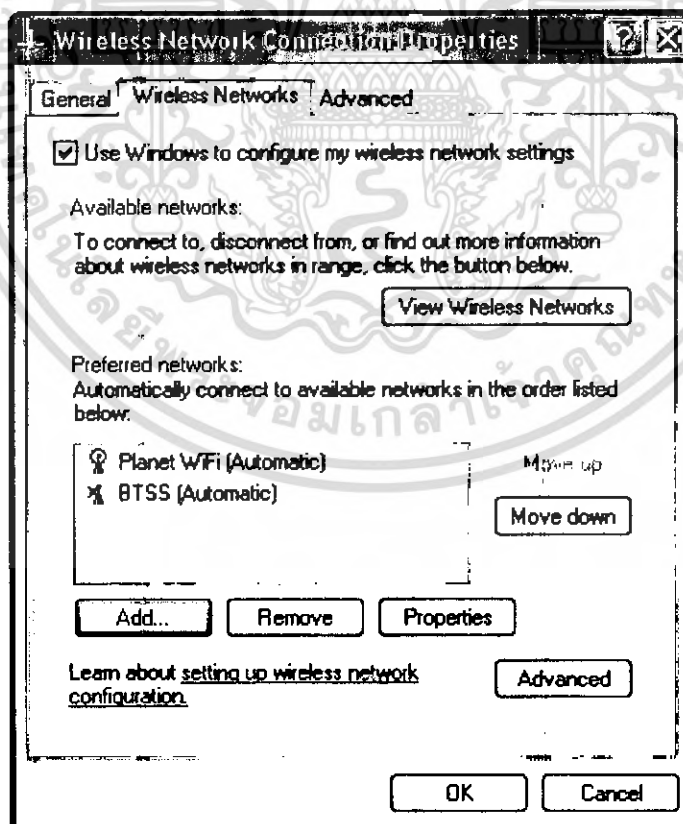 Wireless Network Connection Properties
General Wireless Networks Advanced
Use Windows to configure my wireless network settings
Available networks:
To connect to, disconnect from, or find out more information
about wireless networks in range, click the button below.
View Wireless Networks
Preferred networks:
Automatically connect to available networks in the order listed
below:
Planet WiFi (Automatic)
BTSS (Automatic)
Move up
Move down
Add... Remove Properties
Learn about setting up wireless network
configuration.
Advanced
OK Cancel